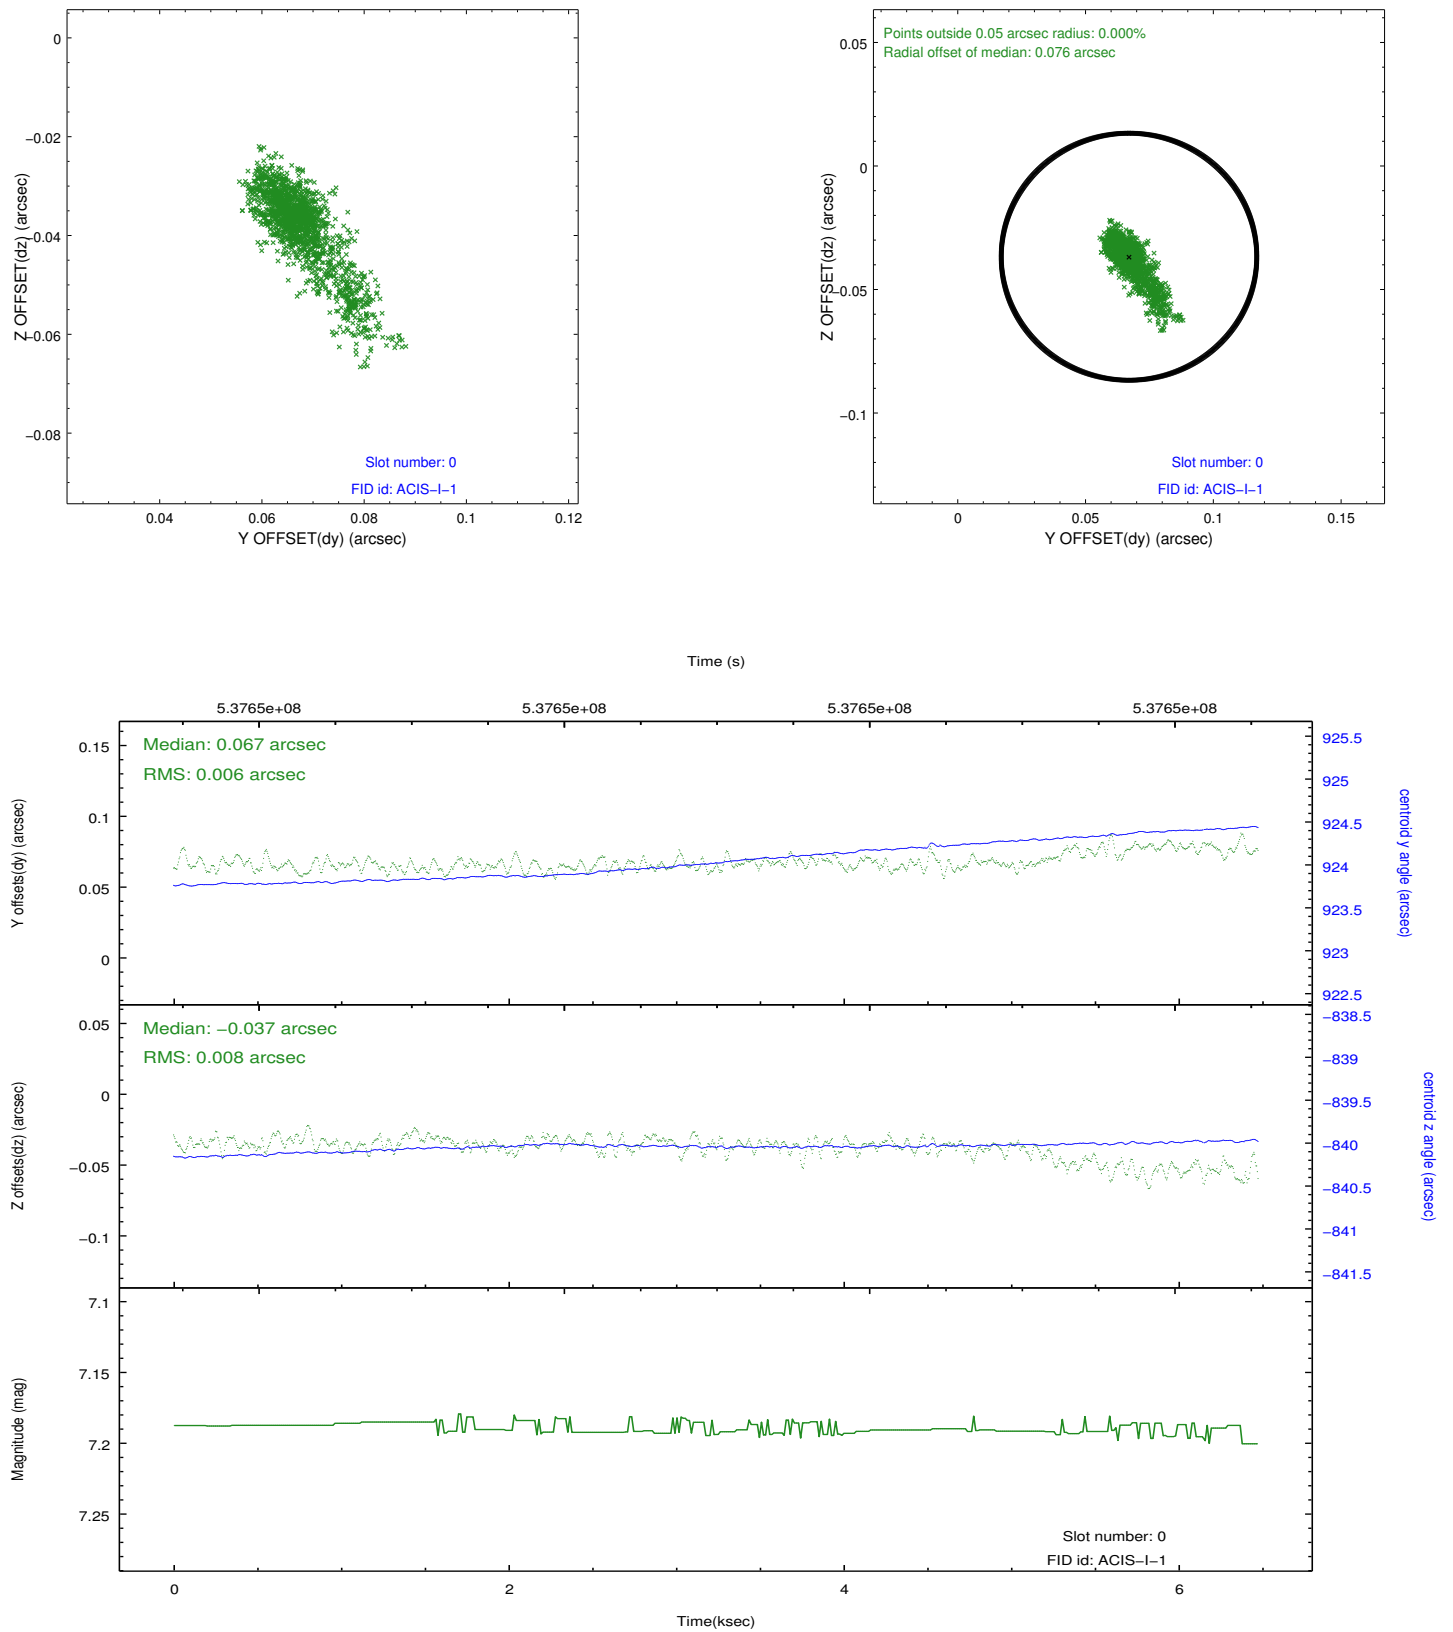 0
−0.02
−0.04
−0.06
−0.08
Z OFFSET(dz) (arcsec)
Slot number: 0
FID id: ACIS−I−1
0.04
0.06
0.08
0.1
0.12
Y OFFSET(dy) (arcsec)
Points outside 0.05 arcsec radius: 0.000%
Radial offset of median: 0.076 arcsec
0.05
0
−0.05
−0.1
Z OFFSET(dz) (arcsec)
Slot number: 0
FID id: ACIS−I−1
0
0.05
0.1
0.15
Y OFFSET(dy) (arcsec)
Time (s)
5.3765e+08
5.3765e+08
5.3765e+08
5.3765e+08
Median: 0.067 arcsec
RMS: 0.006 arcsec
0.15
0.1
0.05
0
Y offsets(dy) (arcsec)
925.5
925
924.5
924
923.5
923
922.5
centroid y angle (arcsec)
Median: −0.037 arcsec
RMS: 0.008 arcsec
0.05
0
−0.05
−0.1
Z offsets(dz) (arcsec)
−838.5
−839
−839.5
−840
−840.5
−841
−841.5
centroid z angle (arcsec)
7.1
7.15
7.2
7.25
Magnitude (mag)
Slot number: 0
FID id: ACIS−I−1
0
2
4
6
Time(ksec)